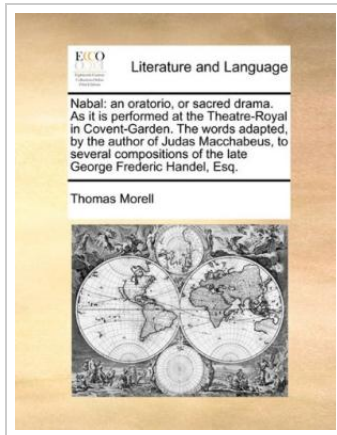 ECCO
Literature and Language
Nabal: an oratorio, or sacred drama.
As it is performed at the Theatre-Royal
in Covent-Garden. The words adapted,
by the author of Judas Macchabeus, to
several compositions of the late
George Frederic Handel, Esq.
Thomas Morell